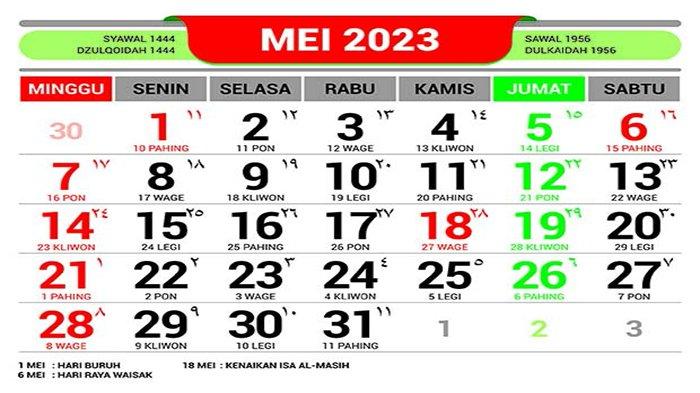 SYAWAL 1444
DZULQOIDAH 1444
MEI 2023
SAWAL 1956
DULKAIDAH 1956
MINGGU SENIN SELASA RABU KAMIS JUMAT SABTU
30 1 ١١ 2 ١٢ 3 ١٣ 4 ١٤ 5 ١٥ 6 ١٦
10 PAHING 11 PON 12 WAGE 13 KLIWON 14 LEGI 15 PAHING
7 ١٧ 8 ١٨ 9 ١٩ 10 ٢٠ 11 ٢١ 12 ٢٢ 13 ٢٣
16 PON 17 WAGE 18 KLIWON 19 LEGI 20 PAHING 21 PON 22 WAGE
14 ٢٤ 15 ٢٥ 16 ٢٦ 17 ٢٧ 18 ٢٨ 19 ٢٩ 20 ٣٠
23 KLIWON 24 LEGI 25 PAHING 26 PON 27 WAGE 28 KLIWON 29 LEGI
21 ١ 22 ٢ 23 ٣ 24 ٤ 25 ٥ 26 ٦ 27 ٧
1 PAHING 2 PON 3 WAGE 4 KLIWON 5 LEGI 6 PAHING 7 PON
28 ٨ 29 ٩ 30 ١٠ 31 ١١ 1 2 3
8 WAGE 9 KLIWON 10 LEGI 11 PAHING
1 MEI : HARI BURUH 18 MEI : KENAIKAN ISA AL-MASIH
6 MEI : HARI RAYA WAISAK